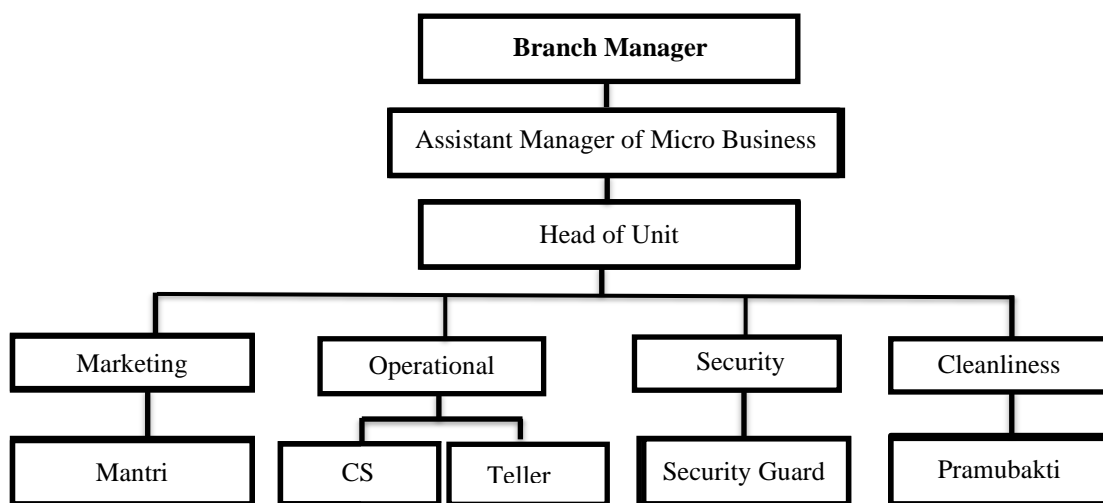 Branch Manager
Assistant Manager of Micro Business
Head of Unit
Marketing
Operational
Security
Cleanliness
Mantri
CS
Teller
Security Guard
Pramubakti